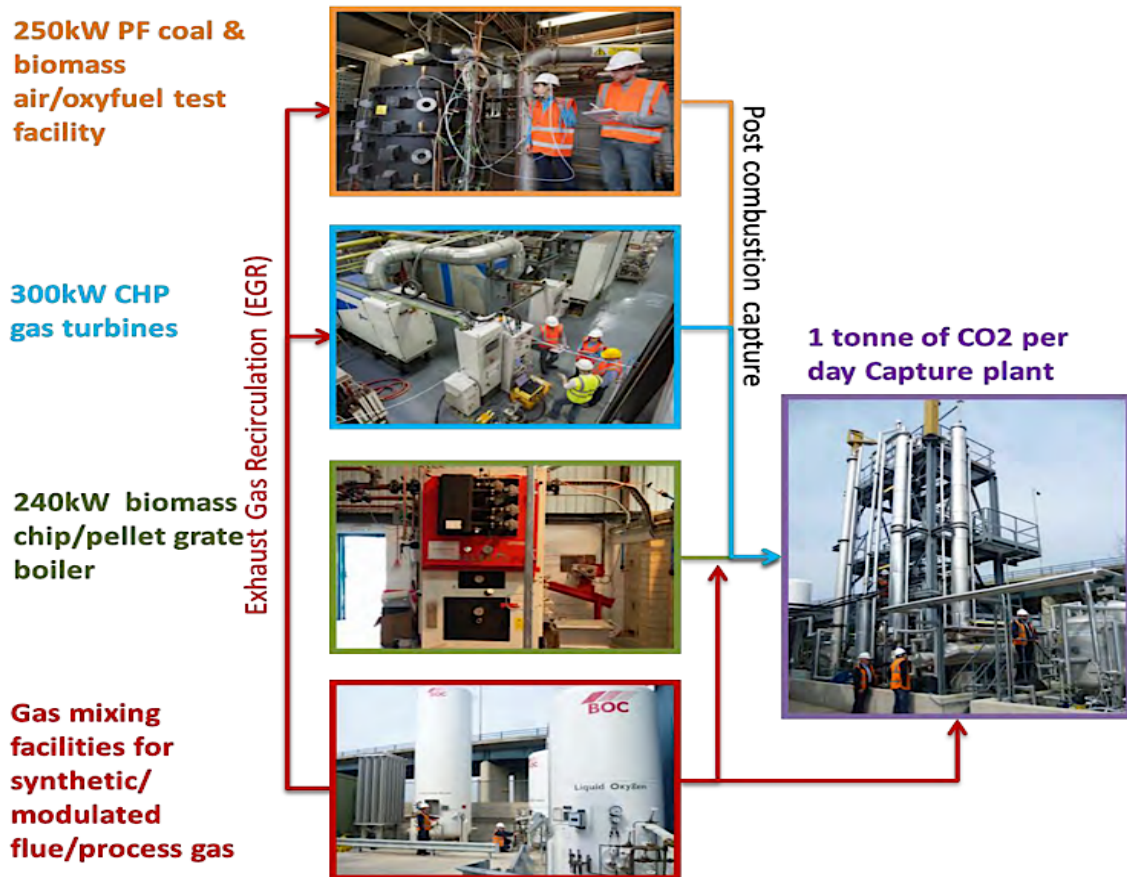 250kW PF coal &
biomass
air/oxyfuel test
facility
300kW CHP
gas turbines
240kW biomass
chip/pellet grate
boiler
Gas mixing
facilities for
synthetic/
modulated
flue/process gas
Exhaust Gas Recirculation (EGR)
Post combustion capture
1 tonne of CO2 per
day Capture plant
BOC
BOC
Liquid Oxygen